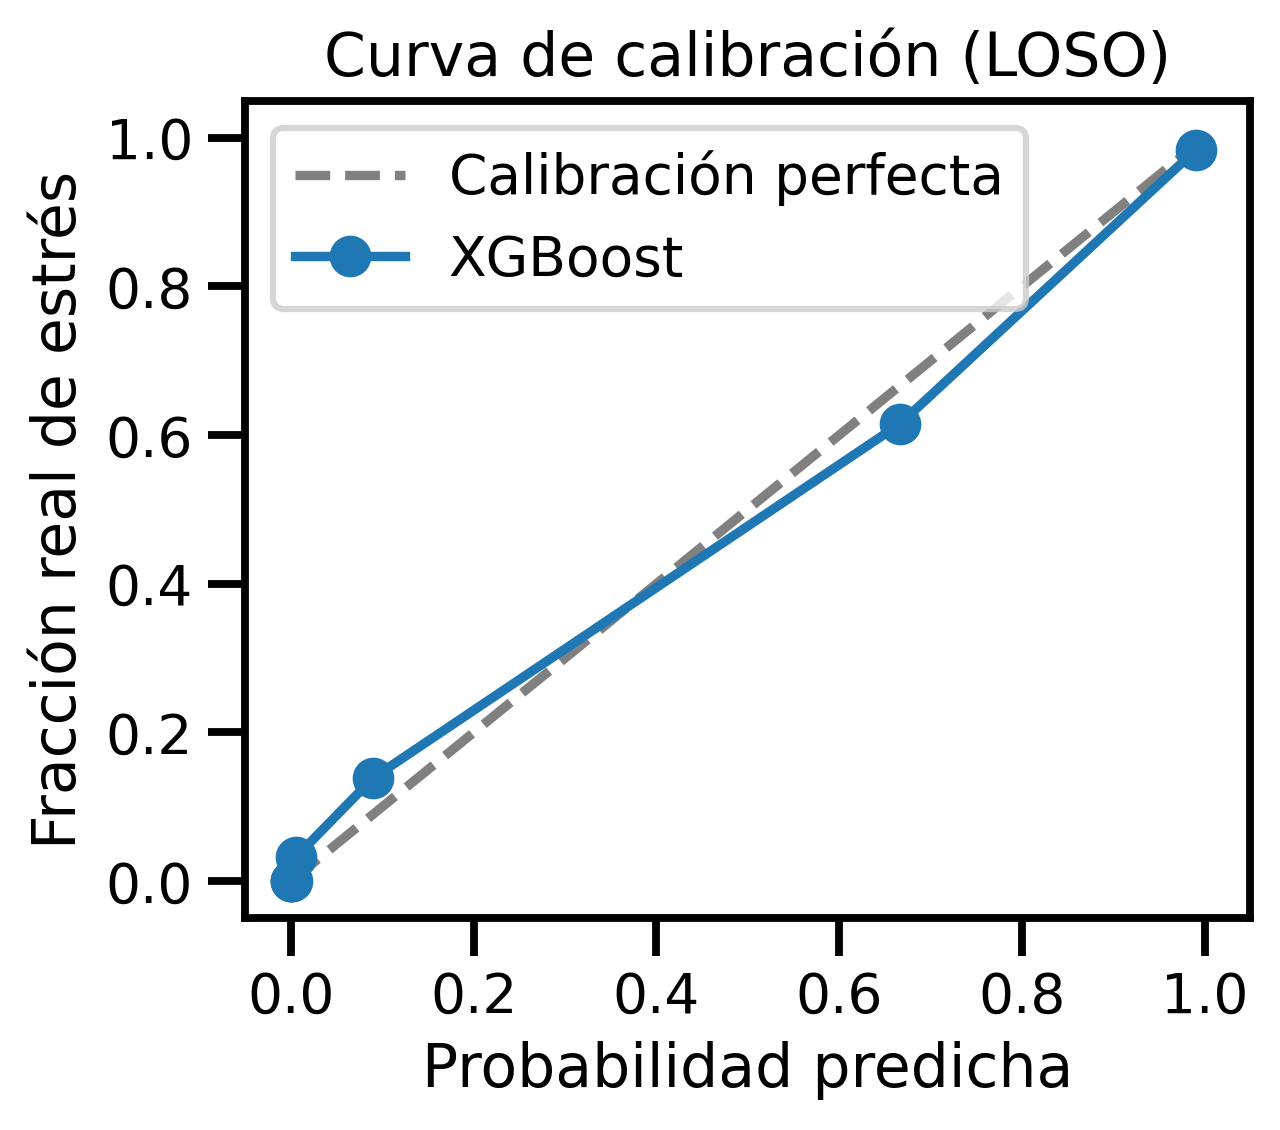 Curva de calibración (LOSO)
Calibración perfecta
XGBoost
Fracción real de estrés
1.0
0.8
0.6
0.4
0.2
0.0
0.0 0.2 0.4 0.6 0.8 1.0
Probabilidad predicha